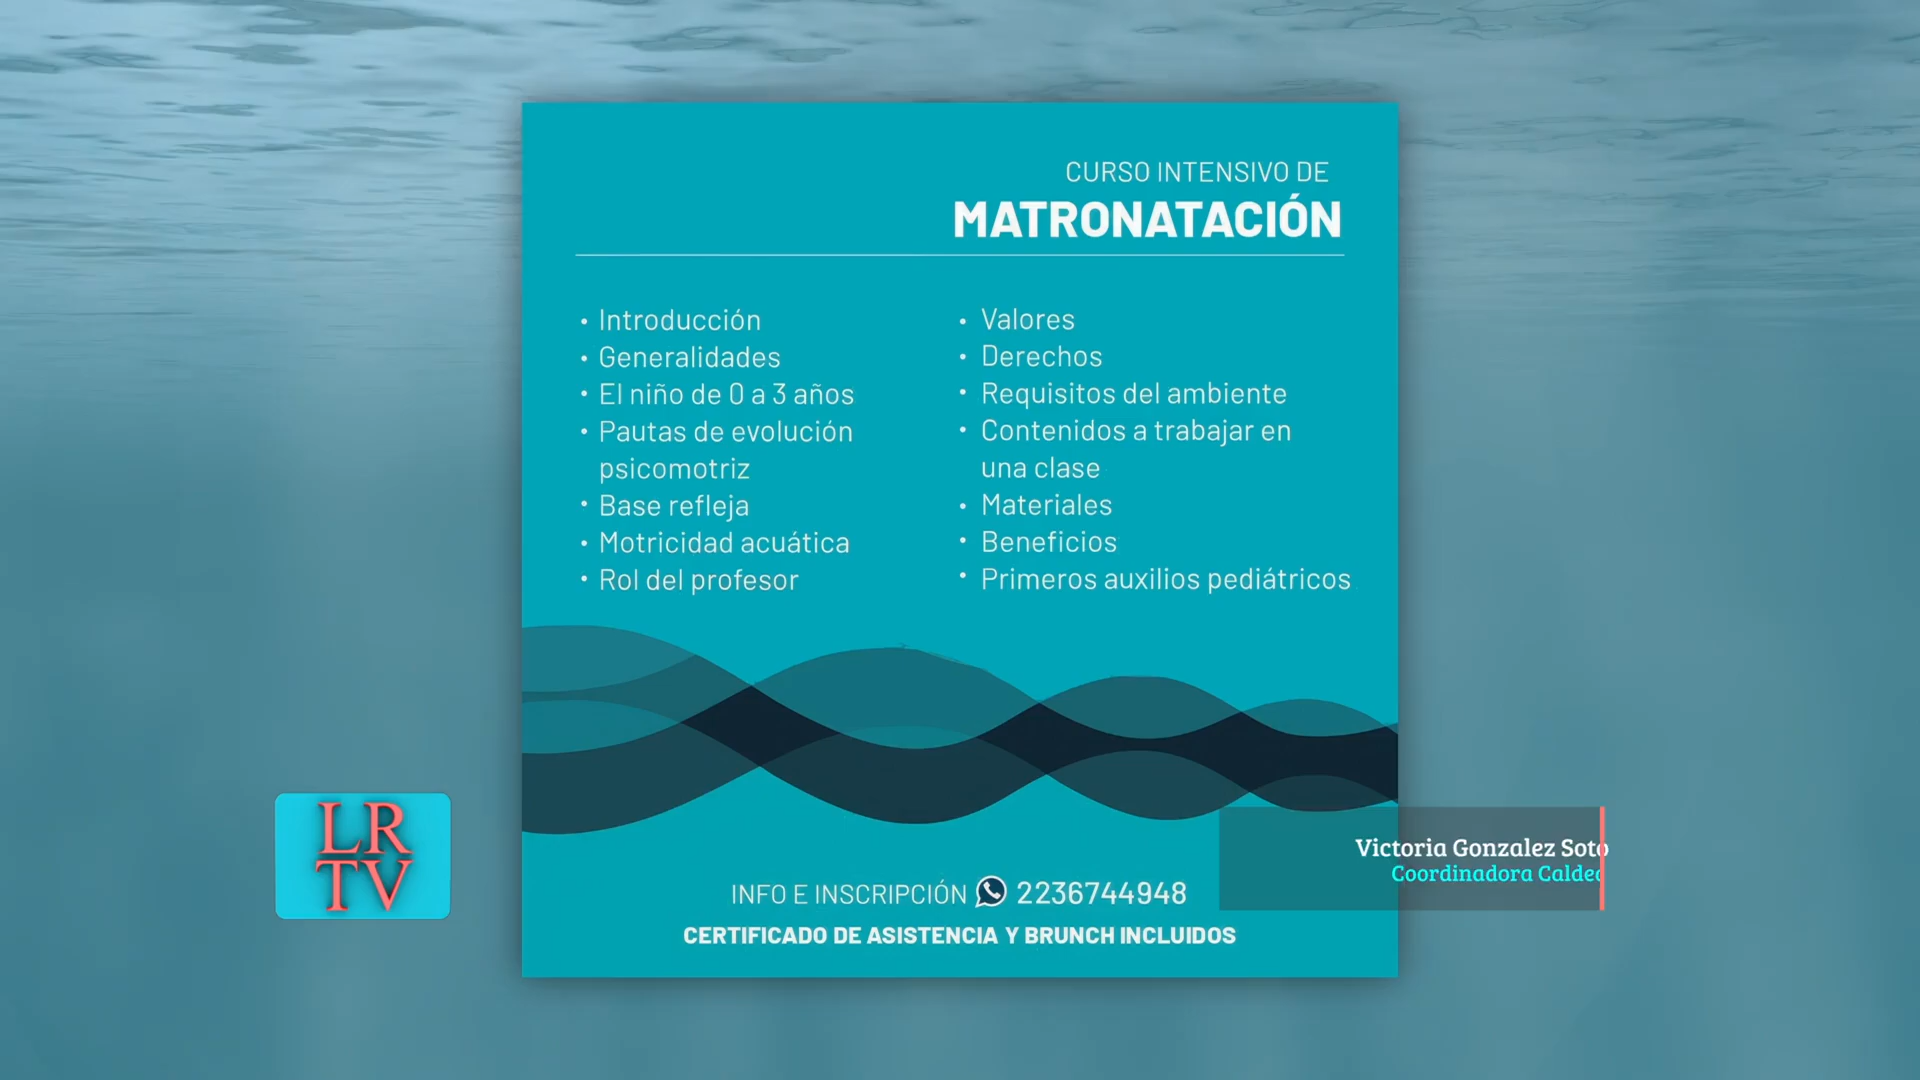 CURSO INTENSIVO DE
MATRONATACIÓN
• Introducción
• Generalidades
• El niño de 0 a 3 años
• Pautas de evolución
psicomotriz
• Base refleja
• Motricidad acuática
• Rol del profesor
• Valores
• Derechos
• Requisitos del ambiente
• Contenidos a trabajar en
una clase
• Materiales
• Beneficios
• Primeros auxilios pediátricos
LR
TV
Victoria Gonzalez Soto
Coordinadora
INFO E INSCRIPCIÓN 2236744948
CERTIFICADO DE ASISTENCIA Y BRUNCH INCLUIDOS